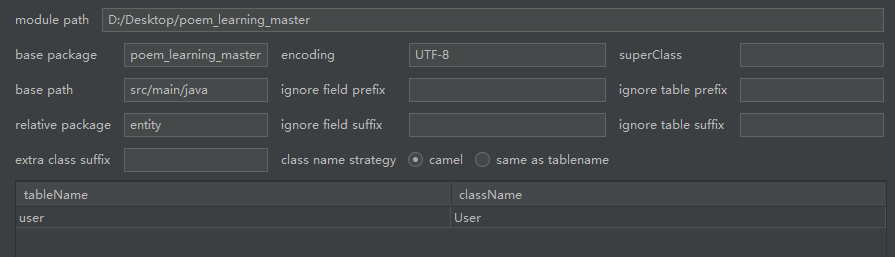 module path D:/Desktop/poem_learning_master
base package poem_learning_master encoding UTF-8 superClass
base path src/main/java ignore field prefix ignore table prefix
relative package entity ignore field suffix ignore table suffix
extra class suffix class name strategy camel same as tablename
tableName className
user User